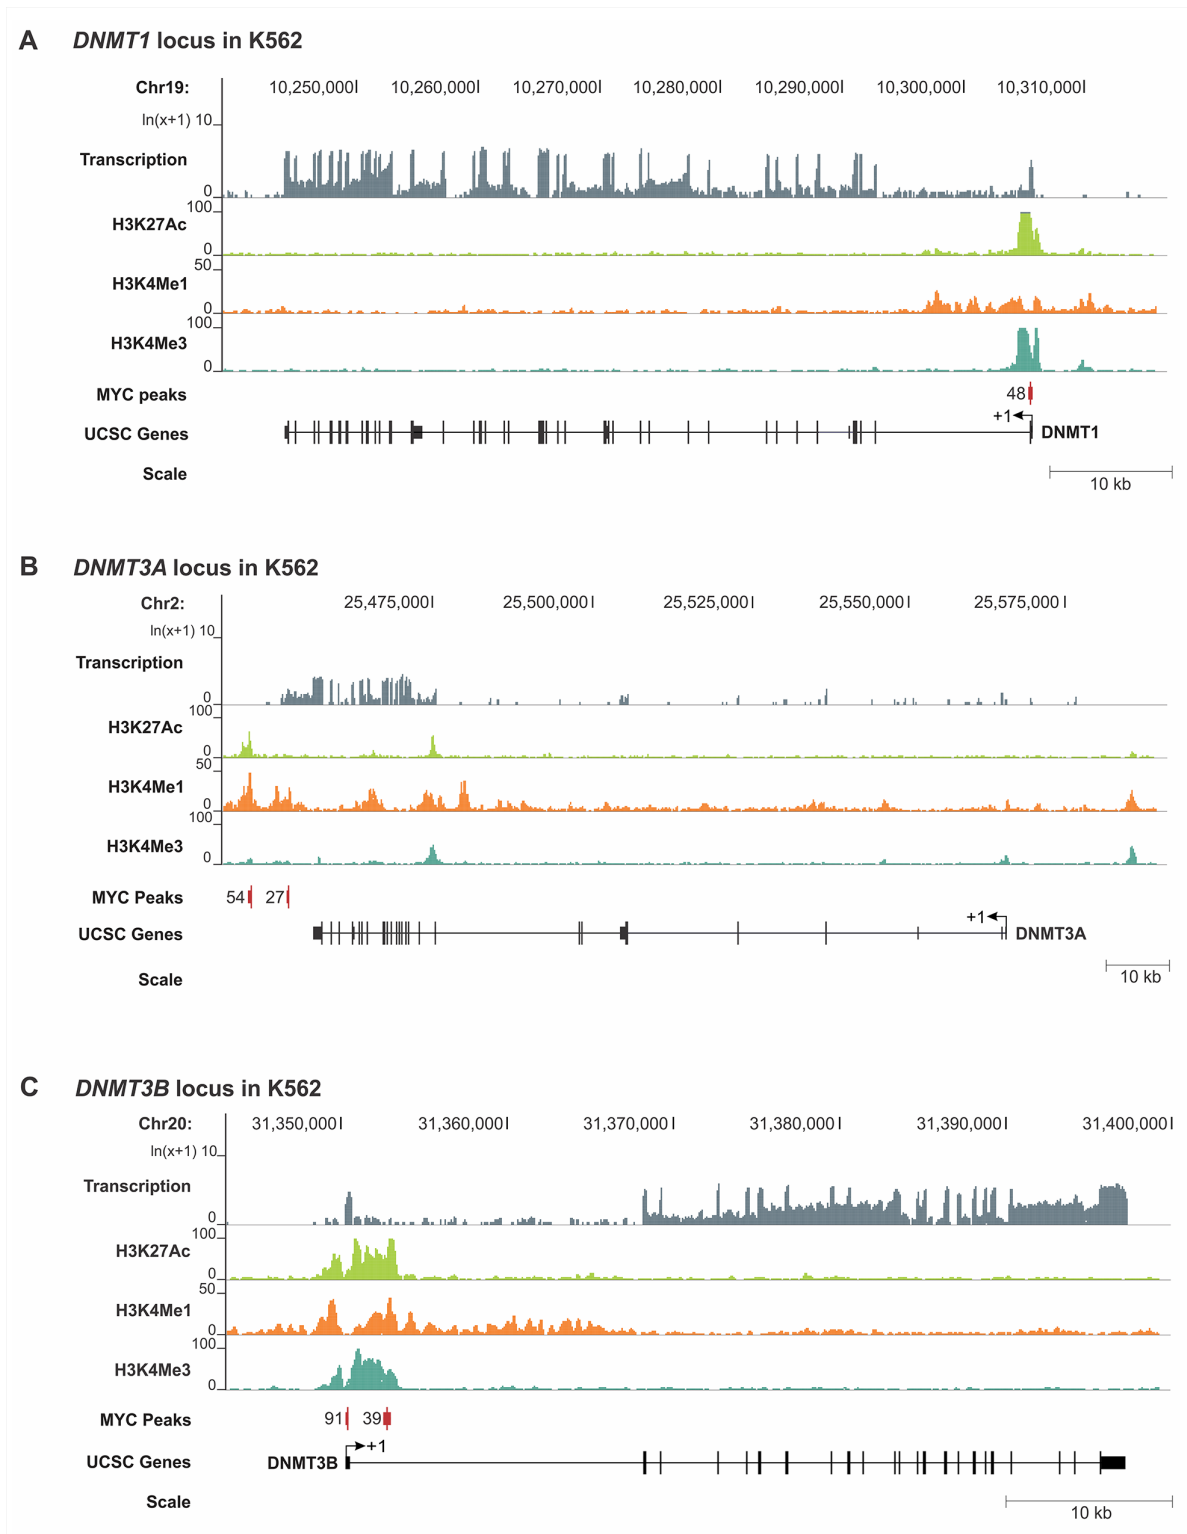 A DNMT1 locus in K562
Chr19: 10,250,000 10,260,000 10,270,000 10,280,000 10,290,000 10,300,000 10,310,000
ln(x+1) 10
Transcription
0
100
H3K27Ac
0
50
H3K4Me1
0
100
H3K4Me3
0
MYC peaks 48
+1
UCSC Genes DNMT1
Scale
10 kb
B DNMT3A locus in K562
Chr2: 25,475,000 25,500,000 25,525,000 25,550,000 25,575,000
ln(x+1) 10
Transcription
0
100
H3K27Ac
0
50
H3K4Me1
0
100
H3K4Me3
0
MYC Peaks 54 27
+1
UCSC Genes DNMT3A
Scale 10 kb
C DNMT3B locus in K562
Chr20: 31,350,000 31,360,000 31,370,000 31,380,000 31,390,000 31,400,000
ln(x+1) 10
Transcription
0
100
H3K27Ac
0
50
H3K4Me1
0
100
H3K4Me3
0
MYC Peaks 91 39
+1
UCSC Genes DNMT3B
Scale
10 kb